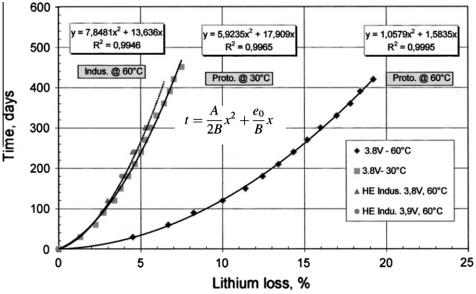 600
500
400
300
200
100
0
Time, days
y = 7,8481x² + 13,636x
R² = 0,9946
y = 5,9235x² + 17,909x
R² = 0,9965
y = 1,0579x² + 1,5835x
R² = 0,9995
Indus. @ 60°C
Proto. @ 30°C
Proto. @ 60°C
t = A/2B x² + e₀/B x
3.8V - 60°C
3.8V- 30°C
HE Indus. 3,8V, 60°C
HE Indu. 3,9V, 60°C
0 5 10 15 20 25
Lithium loss, %